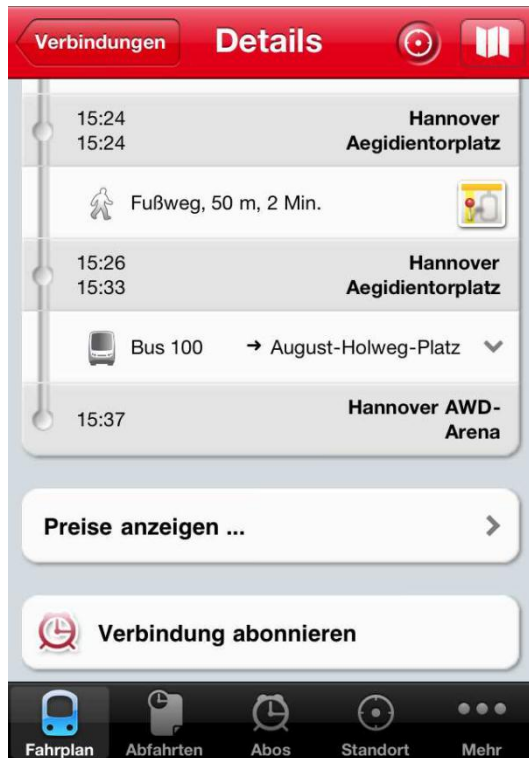 Verbindungen Details
15:24 Hannover
15:24 Aegidientorplatz
Fußweg, 50 m, 2 Min.
15:26 Hannover
15:33 Aegidientorplatz
Bus 100 → August-Holweg-Platz
15:37 Hannover AWD-
Arena
Preise anzeigen ...
Verbindung abonnieren
Fahrplan Abfahrten Abos Standort Mehr